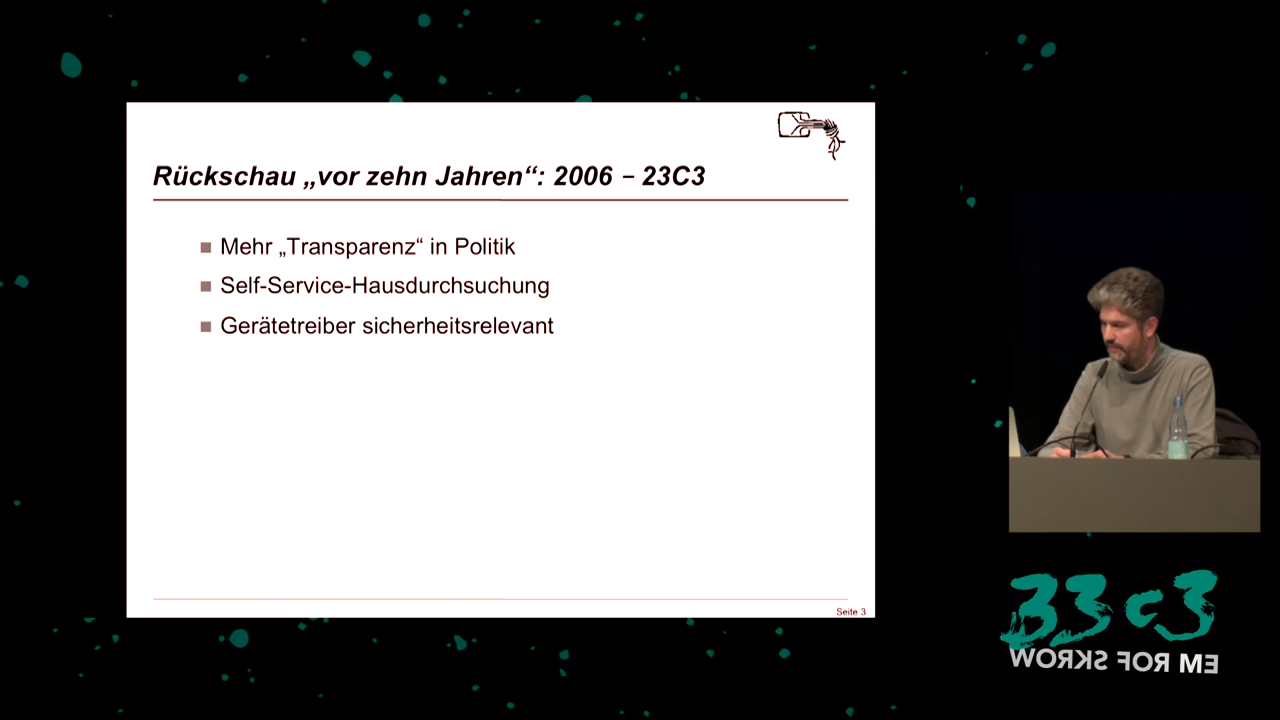 Rückschau „vor zehn Jahren“: 2006 – 23C3
Mehr „Transparenz“ in Politik
Self-Service-Hausdurchsuchung
Gerätetreiber sicherheitsrelevant
Seite 3
33c3
WORKS FOR ME